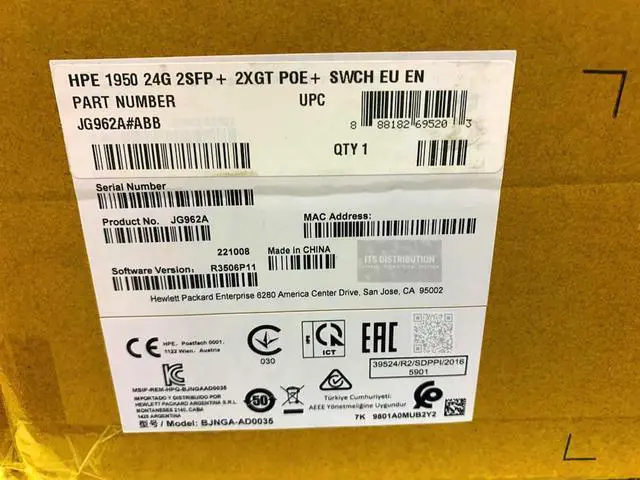 HPE 1950 24G 2SFP+ 2XGT POE+ SWCH EU EN
PART NUMBER
UPC
JG962A#ABB
8 88182 69520 3
QTY 1
Serial Number
Product No. JG962A
MAC Address:
221008
Made in CHINA
ITS DISTRIBUTION
Software Version: R3506P11
Hewlett Packard Enterprise 6280 America Center Drive, San Jose, CA 95002
CE
HPE, Postfach 0001,
1122 Wien, Austria
030
ICT
EAC
39524/R2/SDPPI/2016
5901
MSIP-REM-HPG-BJNGAAD0035
IMPORTADO Y DISTRIBUIDO POR
HEWLETT PACKARD ARGENTINA S.R.L
MONTANESES 2140, CABA
1428 ARGENTINA
50
Türkiye Cumhuriyeti:
AEEE Yönetmeliğine Uygundur
型号 / Model: BJNGA-AD0035
7K 9801A0MUB2Y2